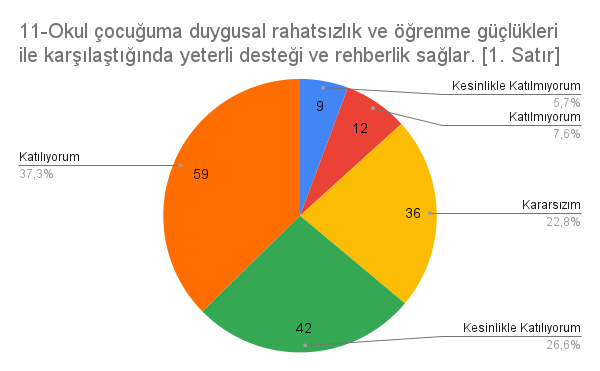 11-Okul çocuğuma duygusal rahatsızlık ve öğrenme güçlükleri
ile karşılaştığında yeterli desteği ve rehberlik sağlar. [1. Satır]
Kesinlikle Katılmıyorum
5,7%
9
Katılmıyorum
7,6%
12
Katılıyorum
37,3%
59
Kararsızım
22,8%
36
42
Kesinlikle Katılıyorum
26,6%